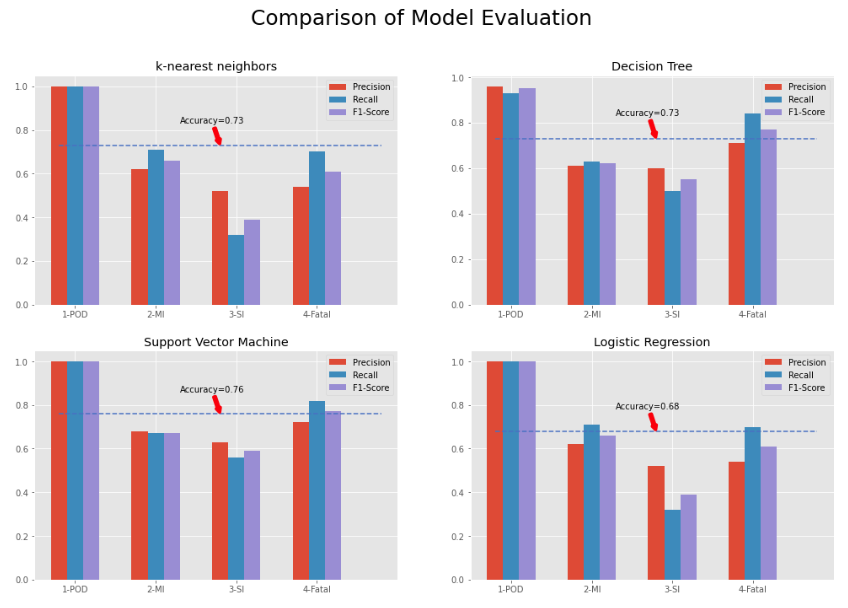 Comparison of Model Evaluation
k-nearest neighbors
1.0
0.8
0.6
0.4
0.2
0.0
Accuracy=0.73
Precision
Recall
F1-Score
1-POD 2-MI 3-SI 4-Fatal
Decision Tree
1.0
0.8
0.6
0.4
0.2
0.0
Accuracy=0.73
Precision
Recall
F1-Score
1-POD 2-MI 3-SI 4-Fatal
Support Vector Machine
1.0
0.8
0.6
0.4
0.2
0.0
Accuracy=0.76
Precision
Recall
F1-Score
1-POD 2-MI 3-SI 4-Fatal
Logistic Regression
1.0
0.8
0.6
0.4
0.2
0.0
Accuracy=0.68
Precision
Recall
F1-Score
1-POD 2-MI 3-SI 4-Fatal